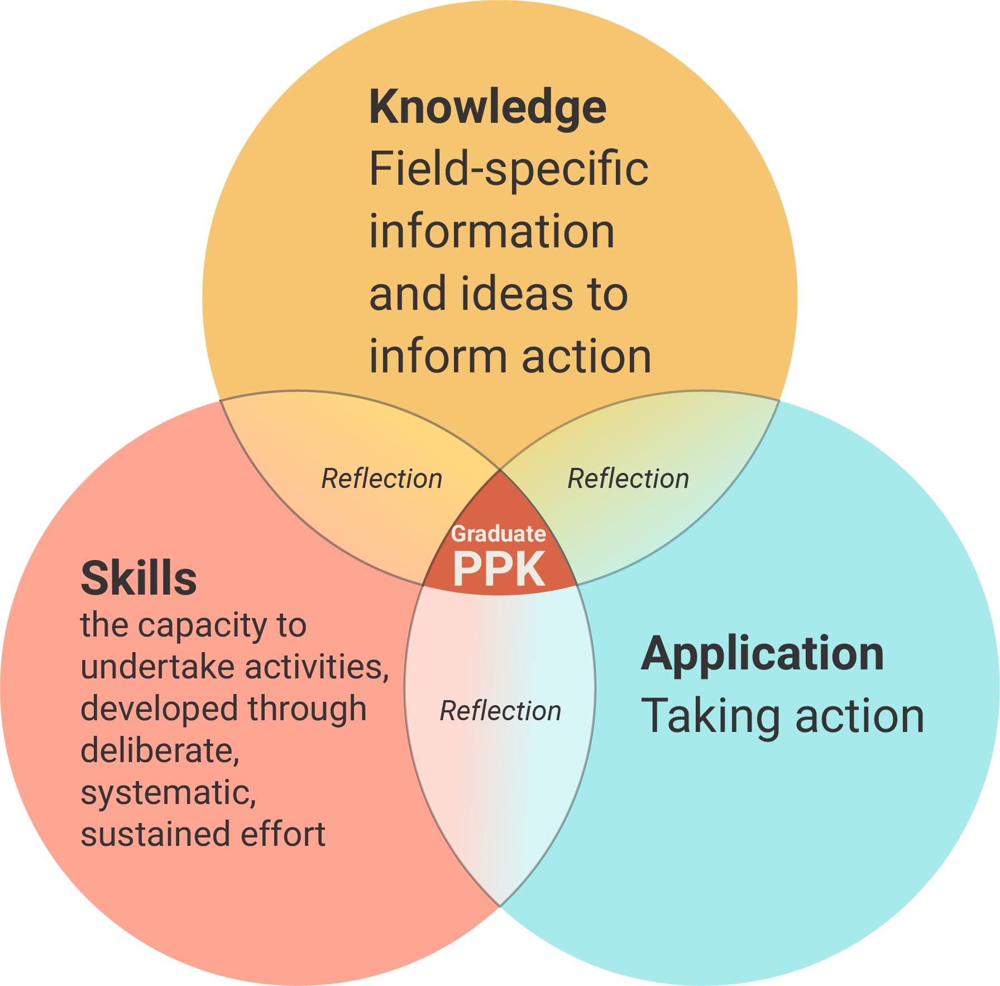 Knowledge
Field-specific
information
and ideas to
inform action
Reflection
Reflection
Graduate
PPK
Skills
the capacity to
undertake activities,
developed through
deliberate,
systematic,
sustained effort
Reflection
Application
Taking action